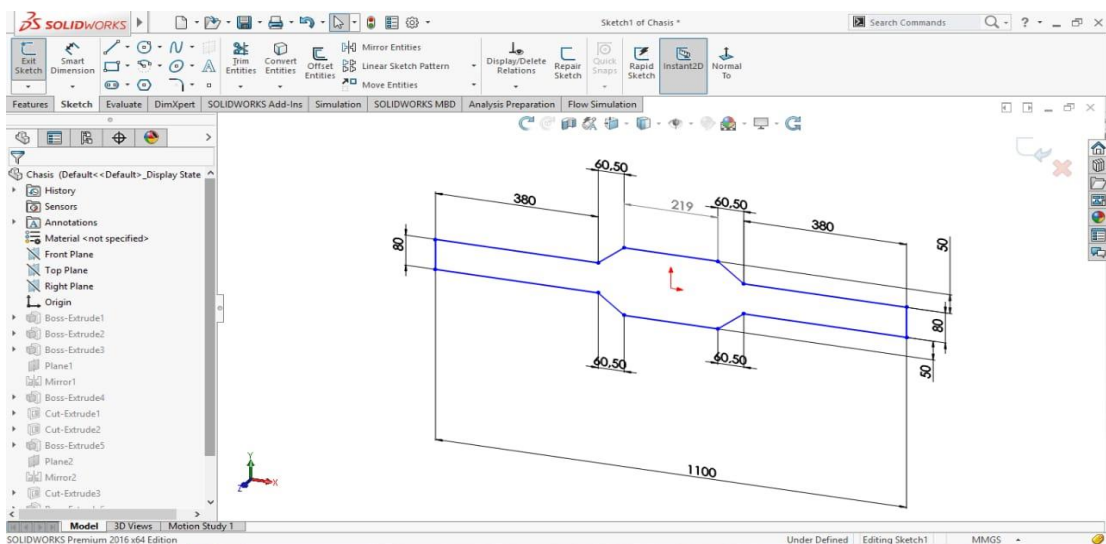 SOLIDWORKS
Sketch1 of Chasis *
Search Commands
?
Exit Sketch
Smart Dimension
Trim Entities
Convert Entities
Offset Entities
Mirror Entities
Linear Sketch Pattern
Move Entities
Display/Delete Relations
Repair Sketch
Quick Snaps
Rapid Sketch
Instant2D
Normal To
Features Sketch Evaluate DimXpert SOLIDWORKS Add-Ins Simulation SOLIDWORKS MBD Analysis Preparation Flow Simulation
Chasis (Default<<Default>_Display State
History
Sensors
Annotations
Material <not specified>
Front Plane
Top Plane
Right Plane
Origin
Boss-Extrude1
Boss-Extrude2
Boss-Extrude3
Plane1
Mirror1
Boss-Extrude4
Cut-Extrude1
Cut-Extrude2
Boss-Extrude5
Plane2
Mirror2
Cut-Extrude3
60,50
380
219
60,50
380
80
50
80
50
60,50
60,50
1100
Y
X
Z
Model 3D Views Motion Study 1
SOLIDWORKS Premium 2016 x64 Edition
Under Defined Editing Sketch1 MMGS